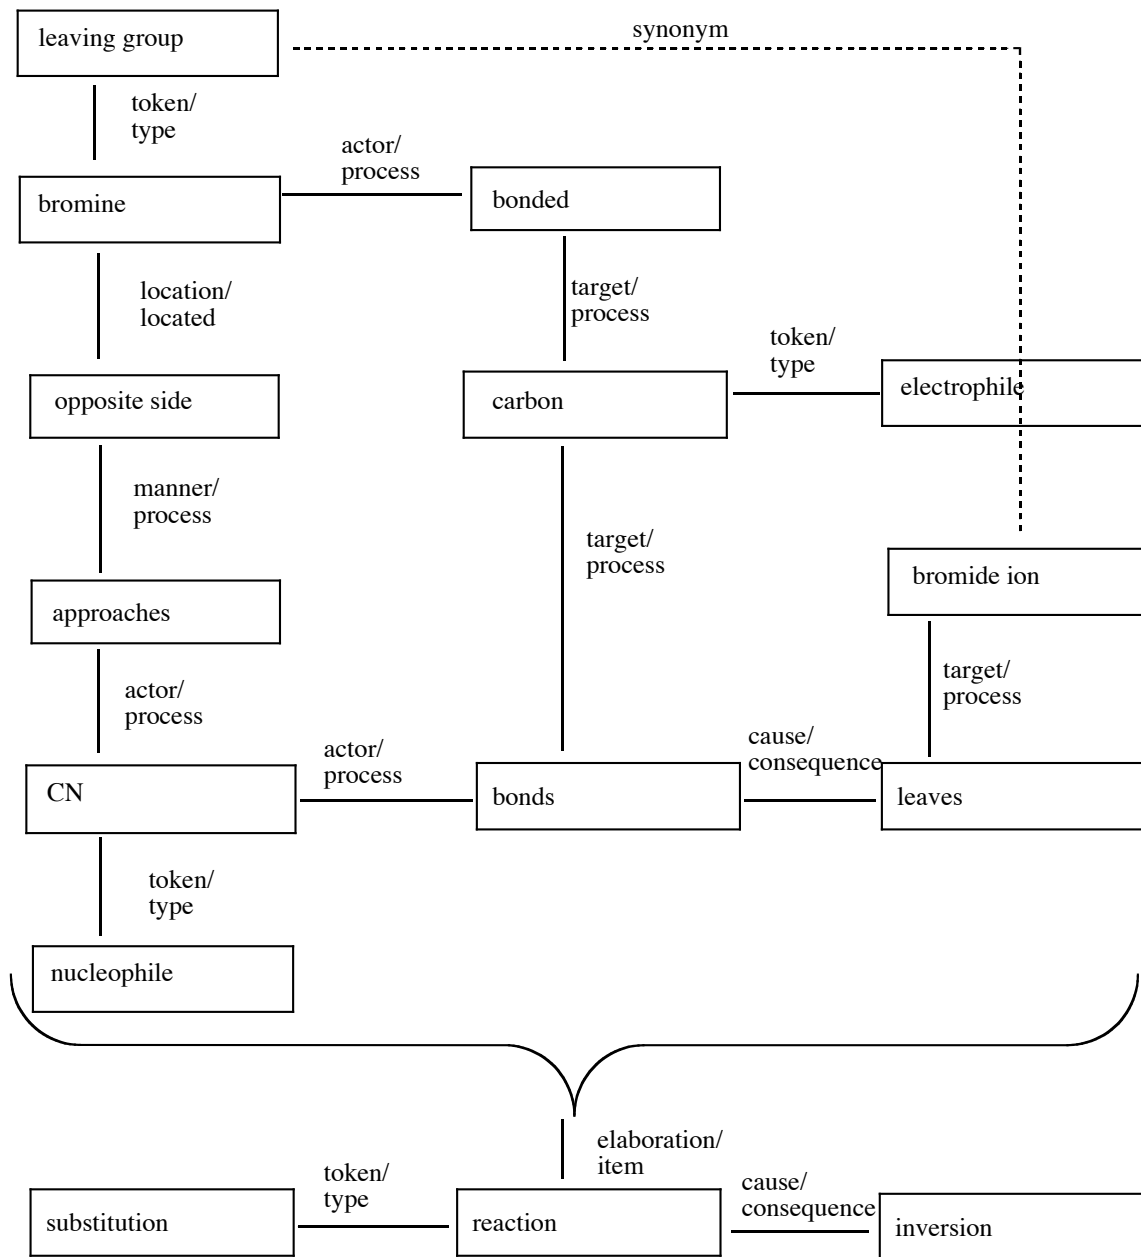 leaving group
synonym
token/
type
actor/
process
bromine
bonded
location/
located
target/
process
token/
type
opposite side
carbon
electrophile
manner/
process
target/
process
bromide ion
approaches
actor/
process
target/
process
actor/
process
cause/
consequence
CN
bonds
leaves
token/
type
nucleophile
elaboration/
item
token/
type
cause/
consequence
substitution
reaction
inversion